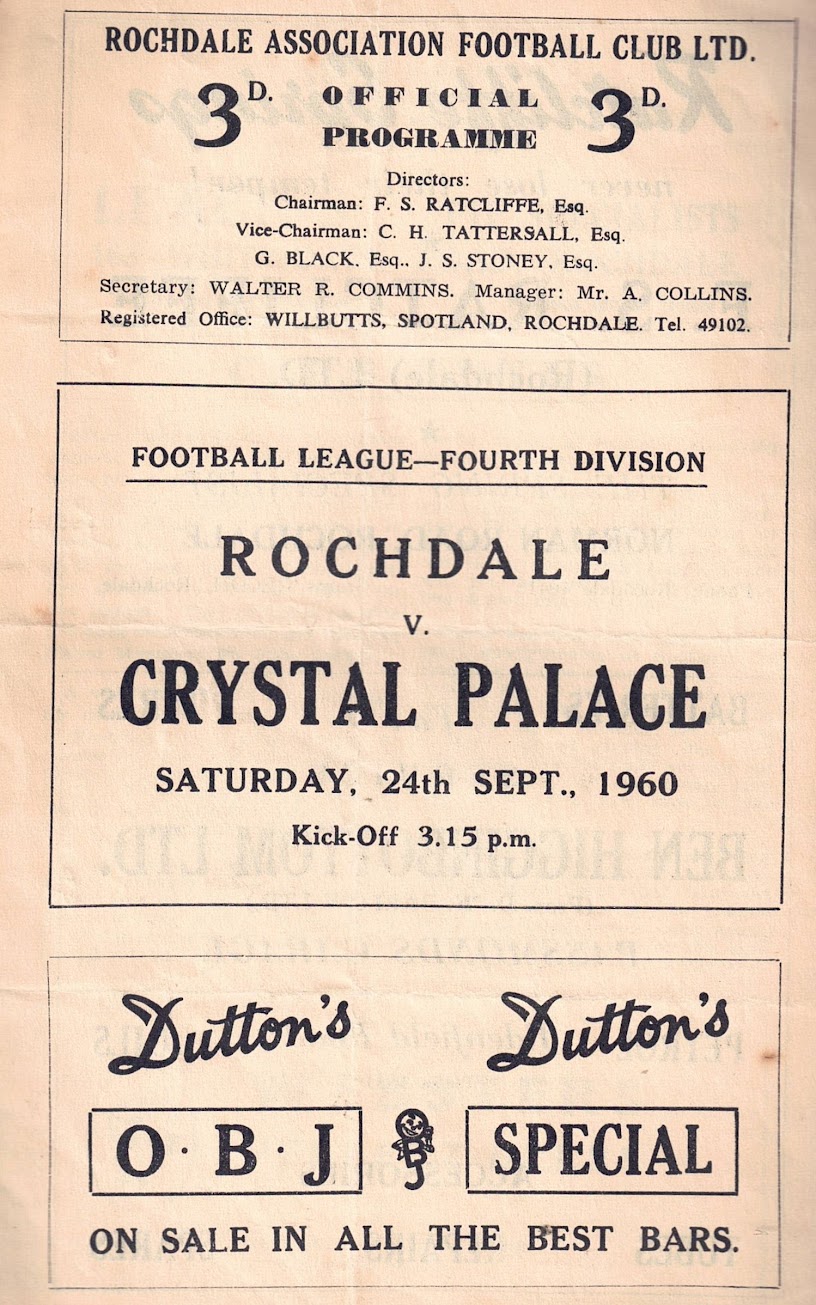 ROCHDALE ASSOCIATION FOOTBALL CLUB LTD.
3D. OFFICIAL 3D.
PROGRAMME
Directors:
Chairman: F. S. RATCLIFFE, Esq.
Vice-Chairman: C. H. TATTERSALL, Esq.
G. BLACK, Esq., J. S. STONEY, Esq.
Secretary: WALTER R. COMMINS. Manager: Mr. A. COLLINS.
Registered Office: WILLBUTTS, SPOTLAND, ROCHDALE. Tel. 49102.
FOOTBALL LEAGUE—FOURTH DIVISION
ROCHDALE
V.
CRYSTAL PALACE
SATURDAY, 24th SEPT., 1960
Kick-Off 3.15 p.m.
Dutton's Dutton's
O·B·J OBJ SPECIAL
ON SALE IN ALL THE BEST BARS.